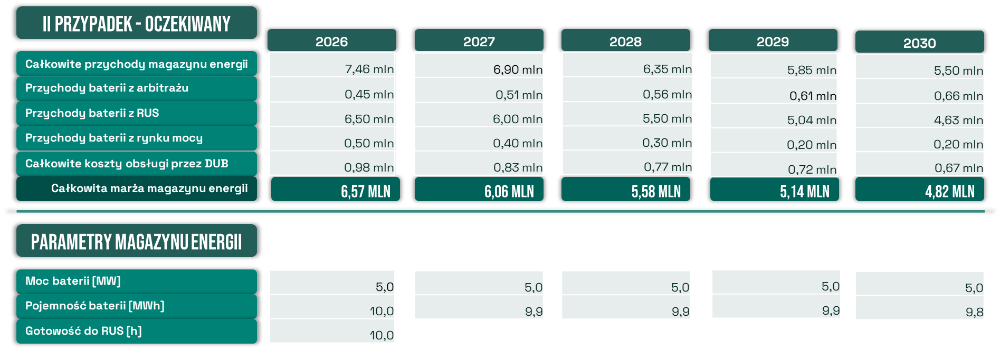 II PRZYPADEK - OCZEKIWANY
2026 2027 2028 2029 2030
Całkowite przychody magazynu energii 7,46 mln 6,90 mln 6,35 mln 5,85 mln 5,50 mln
Przychody baterii z arbitrażu 0,45 mln 0,51 mln 0,56 mln 0,61 mln 0,66 mln
Przychody baterii z RUS 6,50 mln 6,00 mln 5,50 mln 5,04 mln 4,63 mln
Przychody baterii z rynku mocy 0,50 mln 0,40 mln 0,30 mln 0,20 mln 0,20 mln
Całkowite koszty obsługi przez DUB 0,98 mln 0,83 mln 0,77 mln 0,72 mln 0,67 mln
Całkowita marża magazynu energii 6,57 MLN 6,06 MLN 5,58 MLN 5,14 MLN 4,82 MLN
PARAMETRY MAGAZYNU ENERGII
Moc baterii [MW] 5,0 5,0 5,0 5,0 5,0
Pojemność baterii [MWh] 10,0 9,9 9,9 9,9 9,8
Gotowość do RUS [h] 10,0